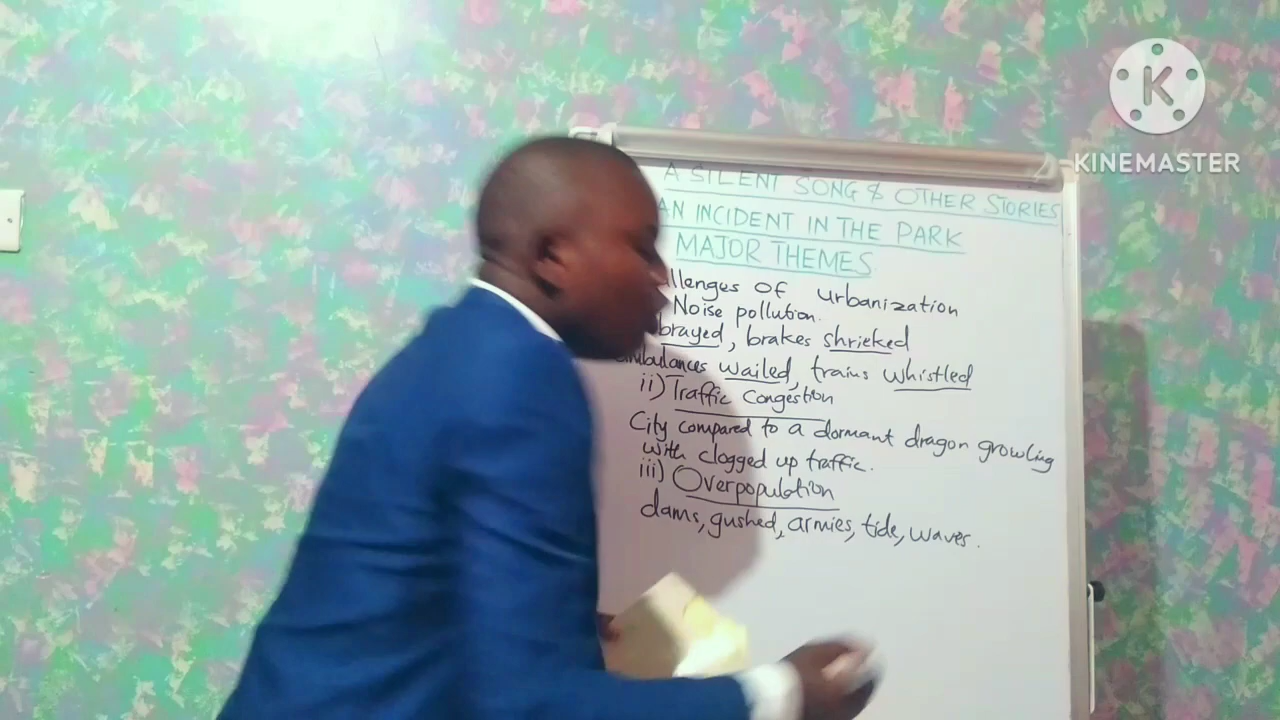 A SILENT SONG & OTHER STORIES
AN INCIDENT IN THE PARK
MAJOR THEMES
allenges of urbanization
Noise pollution.
brayed, brakes shrieked
ambulances wailed, trains whistled
ii) Traffic Congestion
City compared to a dormant dragon growling
with clogged up traffic.
iii) Overpopulation
dams, gushed, armies, tide, waves.
K
KINEMASTER